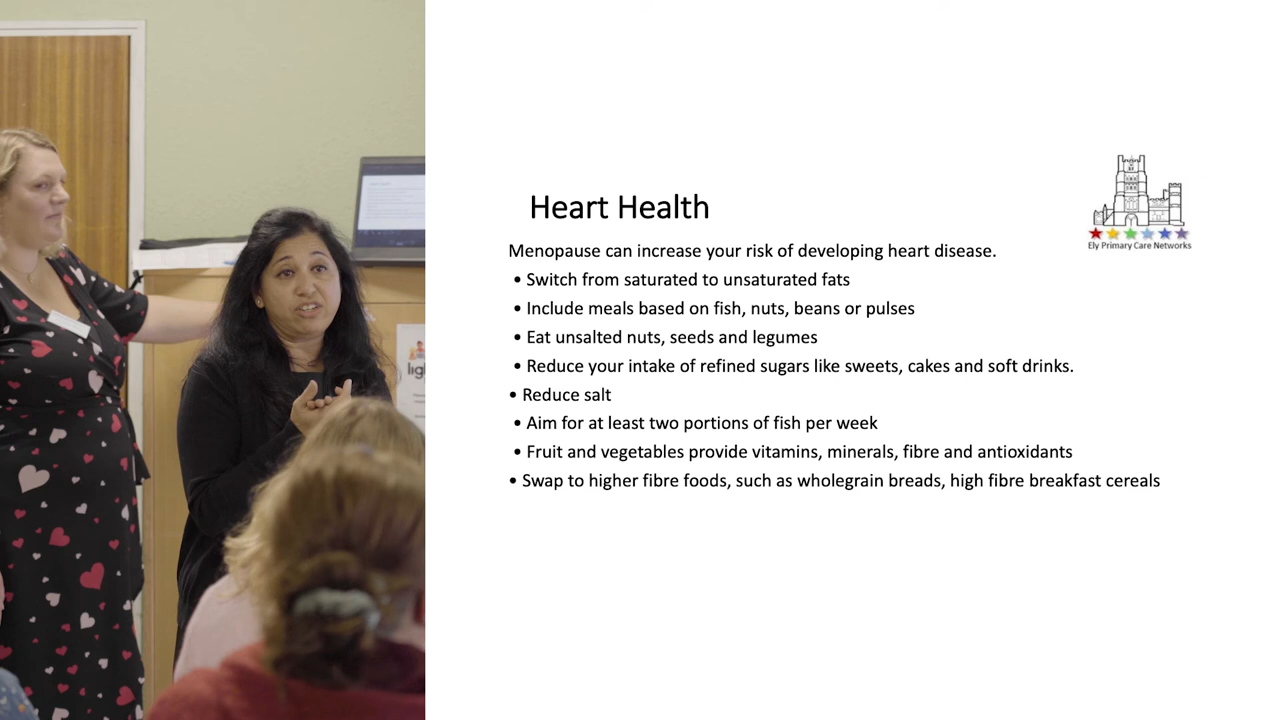 Heart Health
Ely Primary Care Networks
Menopause can increase your risk of developing heart disease.
• Switch from saturated to unsaturated fats
• Include meals based on fish, nuts, beans or pulses
• Eat unsalted nuts, seeds and legumes
• Reduce your intake of refined sugars like sweets, cakes and soft drinks.
• Reduce salt
• Aim for at least two portions of fish per week
• Fruit and vegetables provide vitamins, minerals, fibre and antioxidants
• Swap to higher fibre foods, such as wholegrain breads, high fibre breakfast cereals